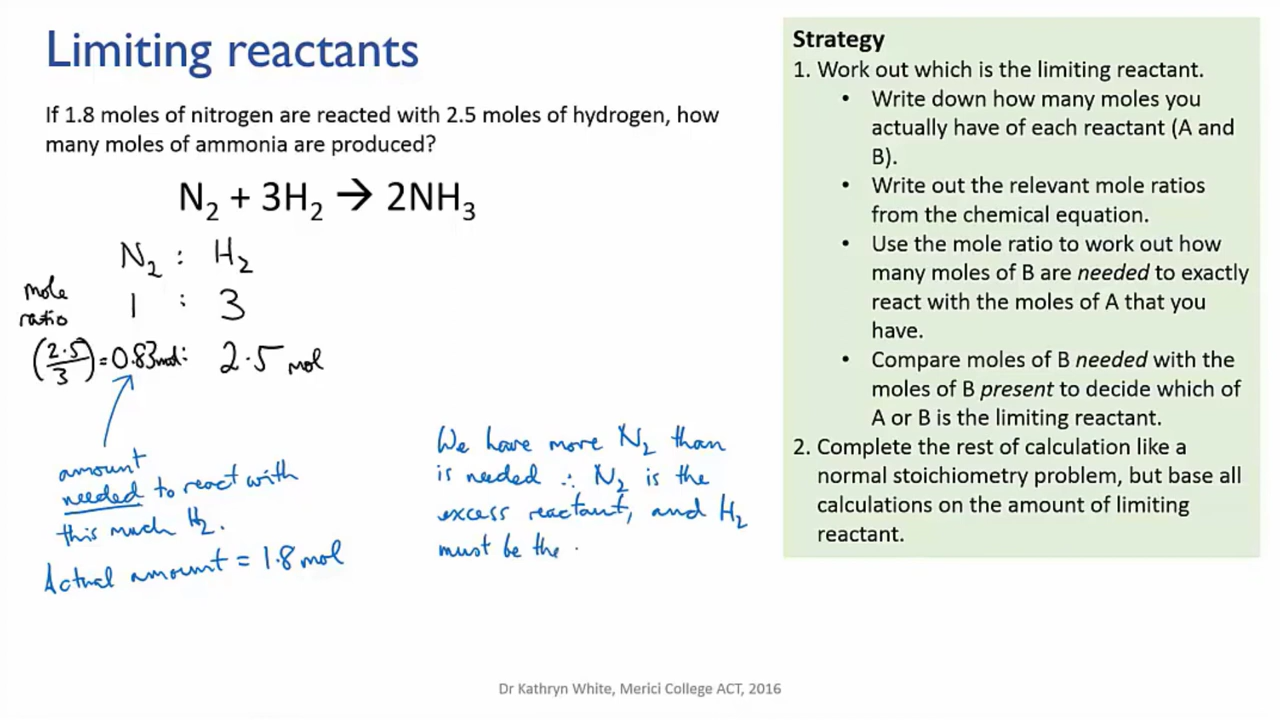 Limiting reactants
If 1.8 moles of nitrogen are reacted with 2.5 moles of hydrogen, how
many moles of ammonia are produced?
N₂ + 3H₂ → 2NH₃
N₂ : H₂
mole
ratio
1 : 3
(2.5/3) = 0.83mol : 2.5 mol
amount
needed to react with
this much H₂.
Actual amount = 1.8 mol
We have more N₂ than
is needed ∴ N₂ is the
excess reactant, and H₂
must be the
Strategy
1. Work out which is the limiting reactant.
• Write down how many moles you
actually have of each reactant (A and
B).
• Write out the relevant mole ratios
from the chemical equation.
• Use the mole ratio to work out how
many moles of B are needed to exactly
react with the moles of A that you
have.
• Compare moles of B needed with the
moles of B present to decide which of
A or B is the limiting reactant.
2. Complete the rest of calculation like a
normal stoichiometry problem, but base all
calculations on the amount of limiting
reactant.
Dr Kathryn White, Merici College ACT, 2016